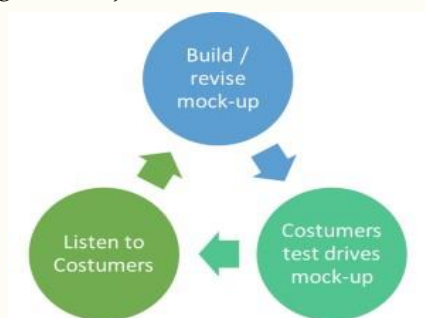 Build /
revise
mock-up
Costumers
test drives
mock-up
Listen to
Costumers